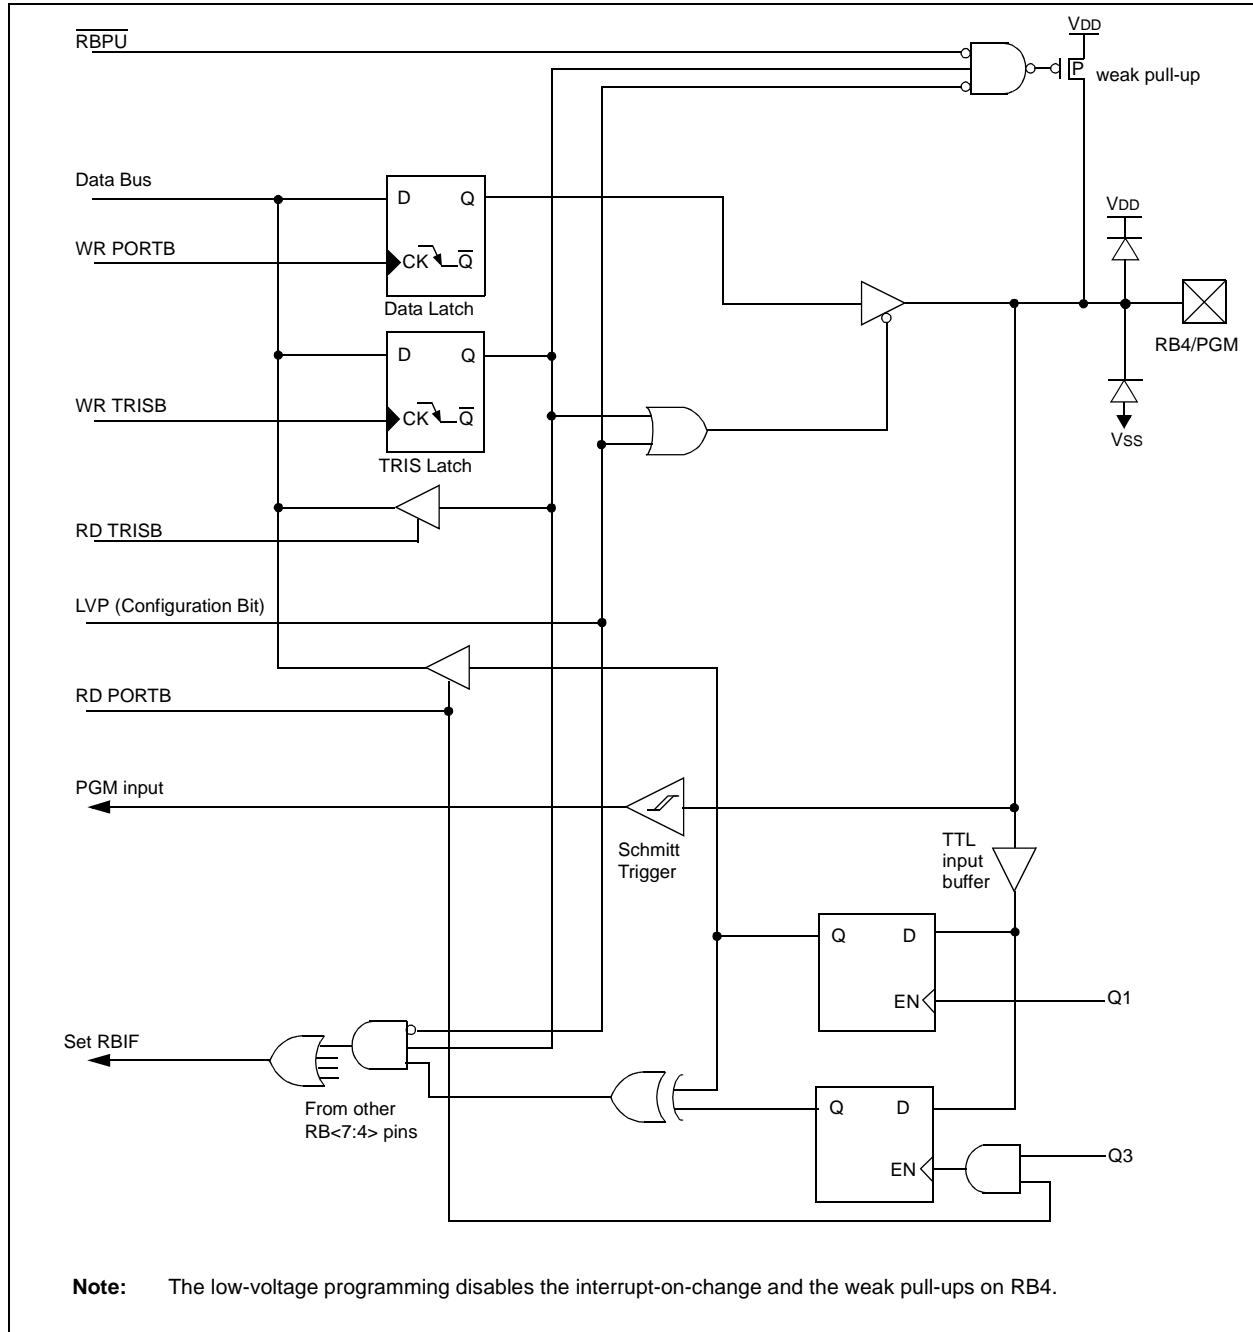 RBPU
VDD
P
weak pull-up
Data Bus
D Q
VDD
WR PORTB
CK Q
Data Latch
D Q
RB4/PGM
WR TRISB
CK Q
VSS
TRIS Latch
RD TRISB
LVP (Configuration Bit)
RD PORTB
PGM input
Schmitt
Trigger
TTL
input
buffer
Q D
EN
Q1
Set RBIF
From other
RB<7:4> pins
Q D
EN
Q3
Note: The low-voltage programming disables the interrupt-on-change and the weak pull-ups on RB4.